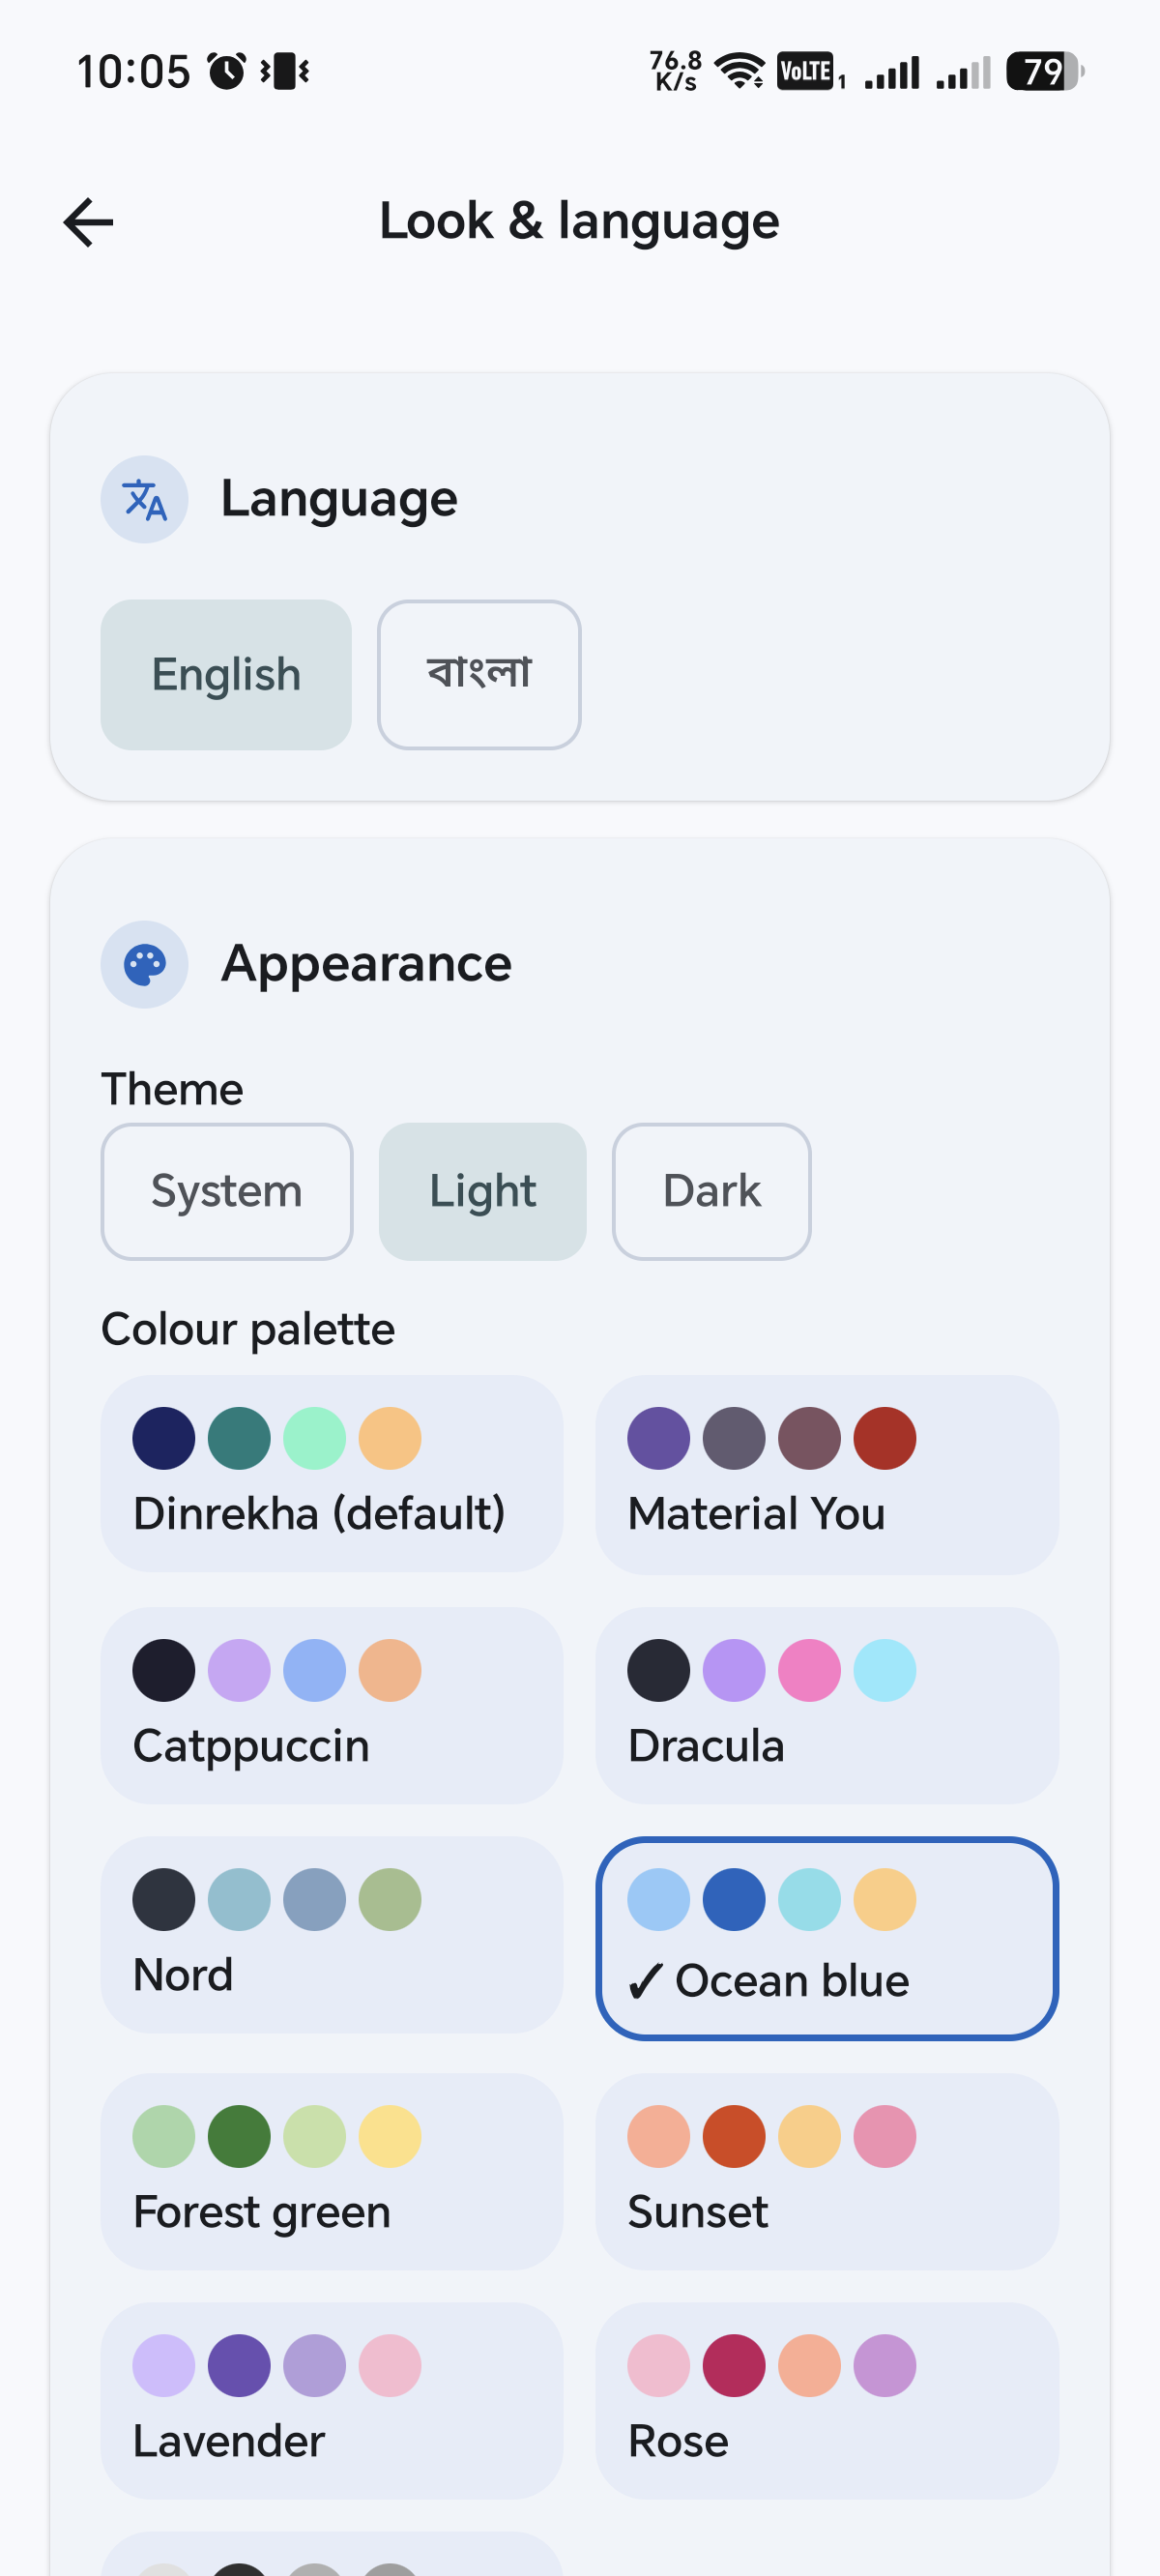 10:05 76.8 K/s VoLTE 1 79
Look & language
Language
English বাংলা
Appearance
Theme
System Light Dark
Colour palette
Dinrekha (default) Material You
Catppuccin Dracula
Nord ✓ Ocean blue
Forest green Sunset
Lavender Rose